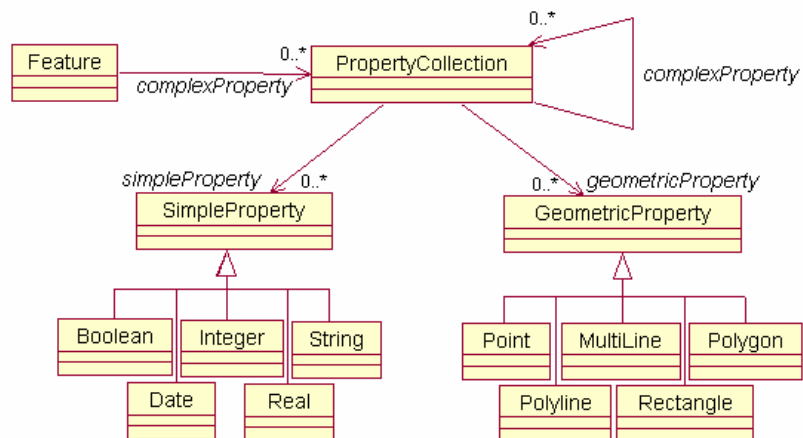 0..*
Feature
0..*
PropertyCollection
complexProperty
complexProperty
simpleProperty
0..*
0..*
geometricProperty
SimpleProperty
GeometricProperty
Boolean
Integer
String
Point
MultiLine
Polygon
Date
Real
Polyline
Rectangle